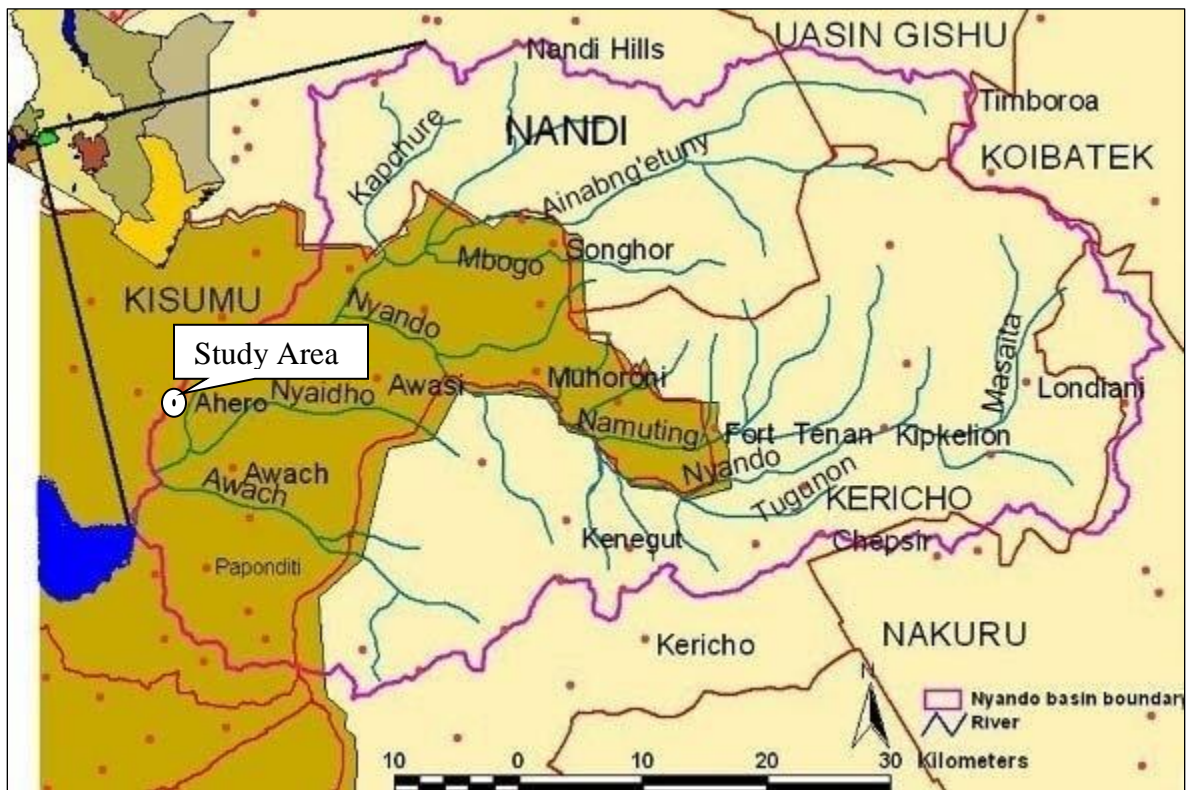 UASIN GISHU
Nandi Hills
Timboroa
NANDI
Kapchure
KOIBATEK
Ainabng'etuny
Songhor
Mbogo
KISUMU
Nyando
Study Area
Masaita
Muhoroni
Awasi
Nyaidho
Londiani
Ahero
Namuting
Fort Tenan
Kipkelion
Nyando
Awach
Awach
Tugunon
KERICHO
Kenegut
Chepsir
Paponditi
NAKURU
Kericho
N
Nyando basin boundary
River
10 0 10 20 30 Kilometers